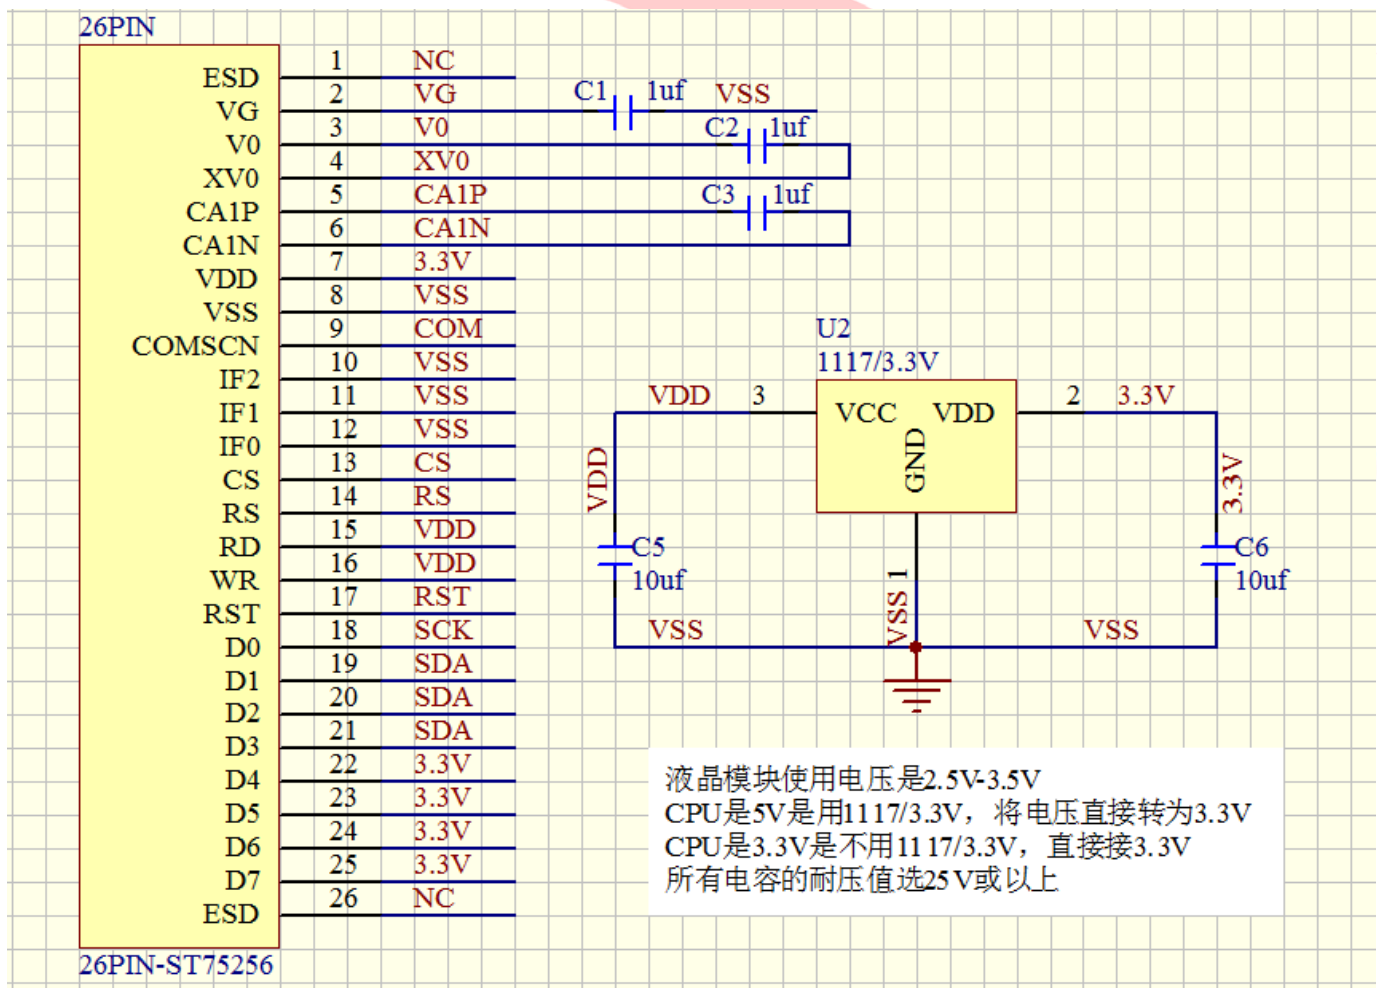 26PIN
ESD 1 NC
VG 2 VG C1 1uf VSS
V0 3 V0 C2 1uf
XV0 4 XV0
CA1P 5 CA1P C3 1uf
CA1N 6 CA1N
VDD 7 3.3V
VSS 8 VSS
COMSCN 9 COM
IF2 10 VSS
IF1 11 VSS
IF0 12 VSS
CS 13 CS
RS 14 RS
RD 15 VDD
WR 16 VDD
RST 17 RST
D0 18 SCK
D1 19 SDA
D2 20 SDA
D3 21 SDA
D4 22 3.3V
D5 23 3.3V
D6 24 3.3V
D7 25 3.3V
ESD 26 NC
26PIN-ST75256
U2
1117/3.3V
VDD 3 VCC VDD 2 3.3V
GND
VDD
3.3V
C5
10uf
C6
10uf
VSS 1
VSS
VSS
液晶模块使用电压是2.5V-3.5V
CPU是5V是用1117/3.3V，将电压直接转为3.3V
CPU是3.3V是不用1117/3.3V，直接接3.3V
所有电容的耐压值选25V或以上